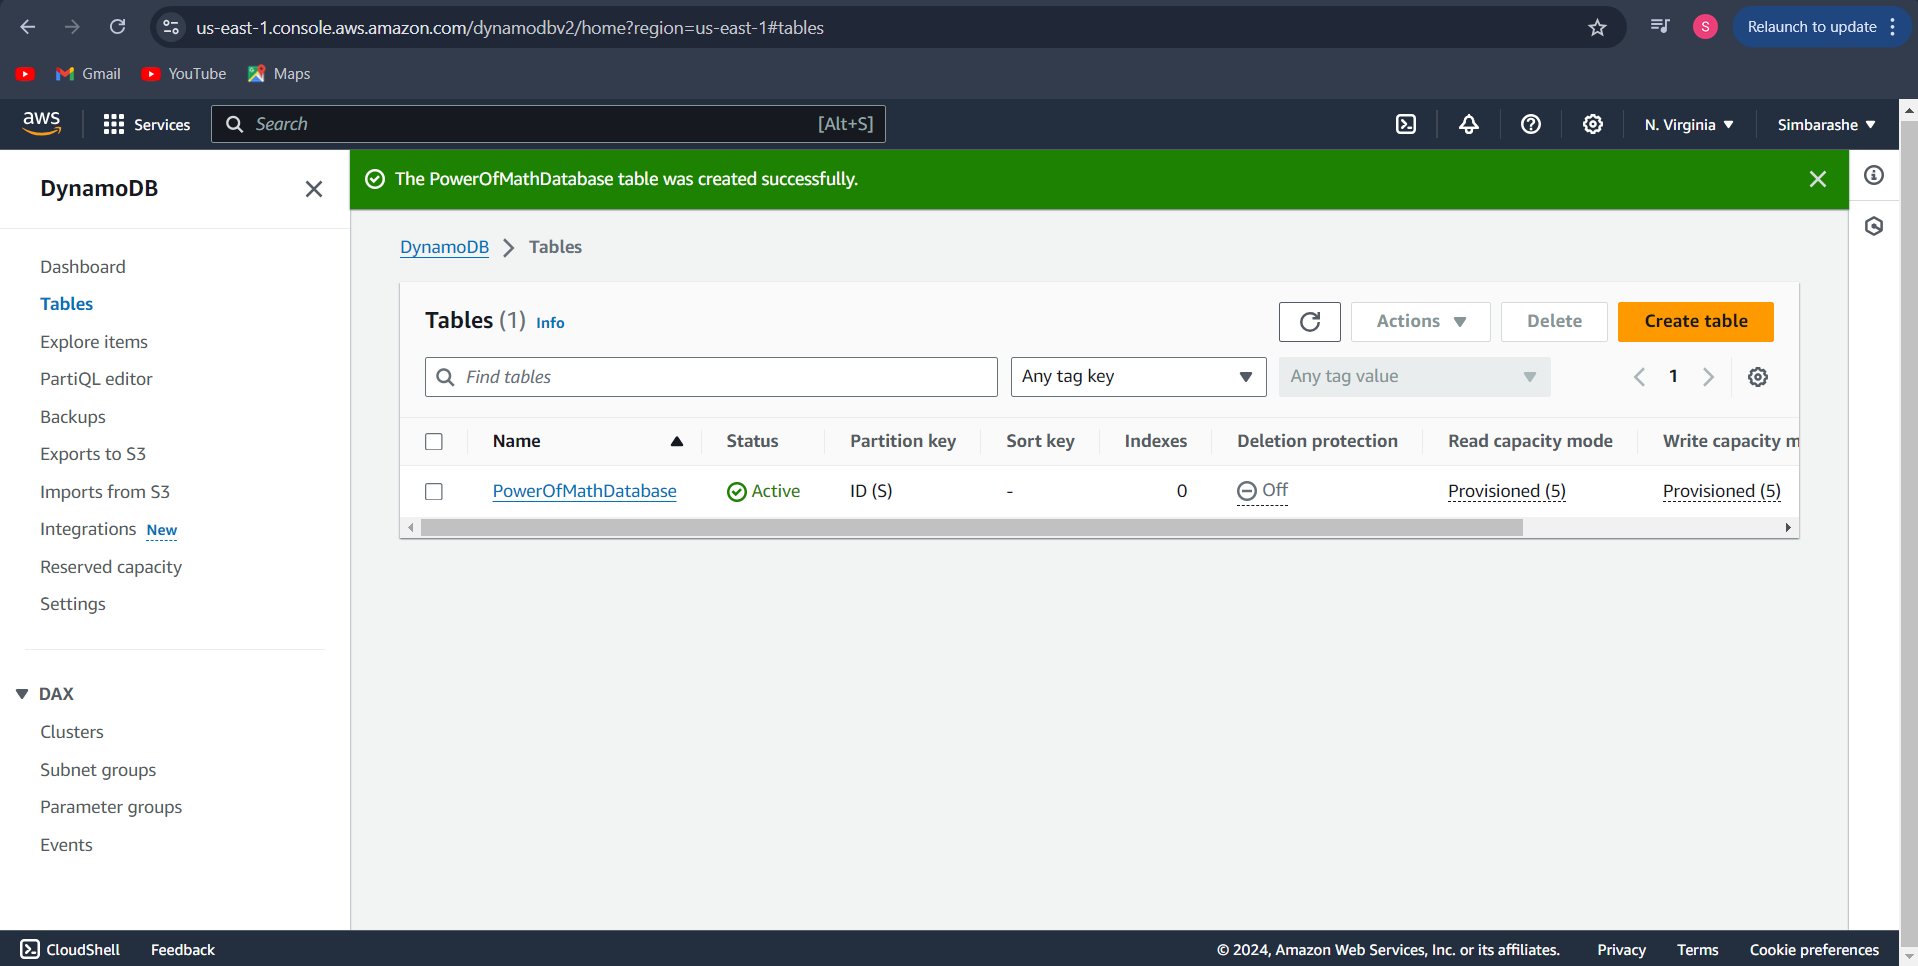 us-east-1.console.aws.amazon.com/dynamodbv2/home?region=us-east-1#tables
S
Relaunch to update
Gmail
YouTube
Maps
aws
Services
Search
[Alt+S]
N. Virginia
Simbarashe
DynamoDB
The PowerOfMathDatabase table was created successfully.
DynamoDB
Tables
Dashboard
Tables
Explore items
PartiQL editor
Backups
Exports to S3
Imports from S3
Integrations New
Reserved capacity
Settings
DAX
Clusters
Subnet groups
Parameter groups
Events
Tables (1) Info
Actions
Delete
Create table
Find tables
Any tag key
Any tag value
1
Name Status Partition key Sort key Indexes Deletion protection Read capacity mode Write capacity m
PowerOfMathDatabase Active ID (S) - 0 Off Provisioned (5) Provisioned (5)
CloudShell
Feedback
© 2024, Amazon Web Services, Inc. or its affiliates.
Privacy
Terms
Cookie preferences